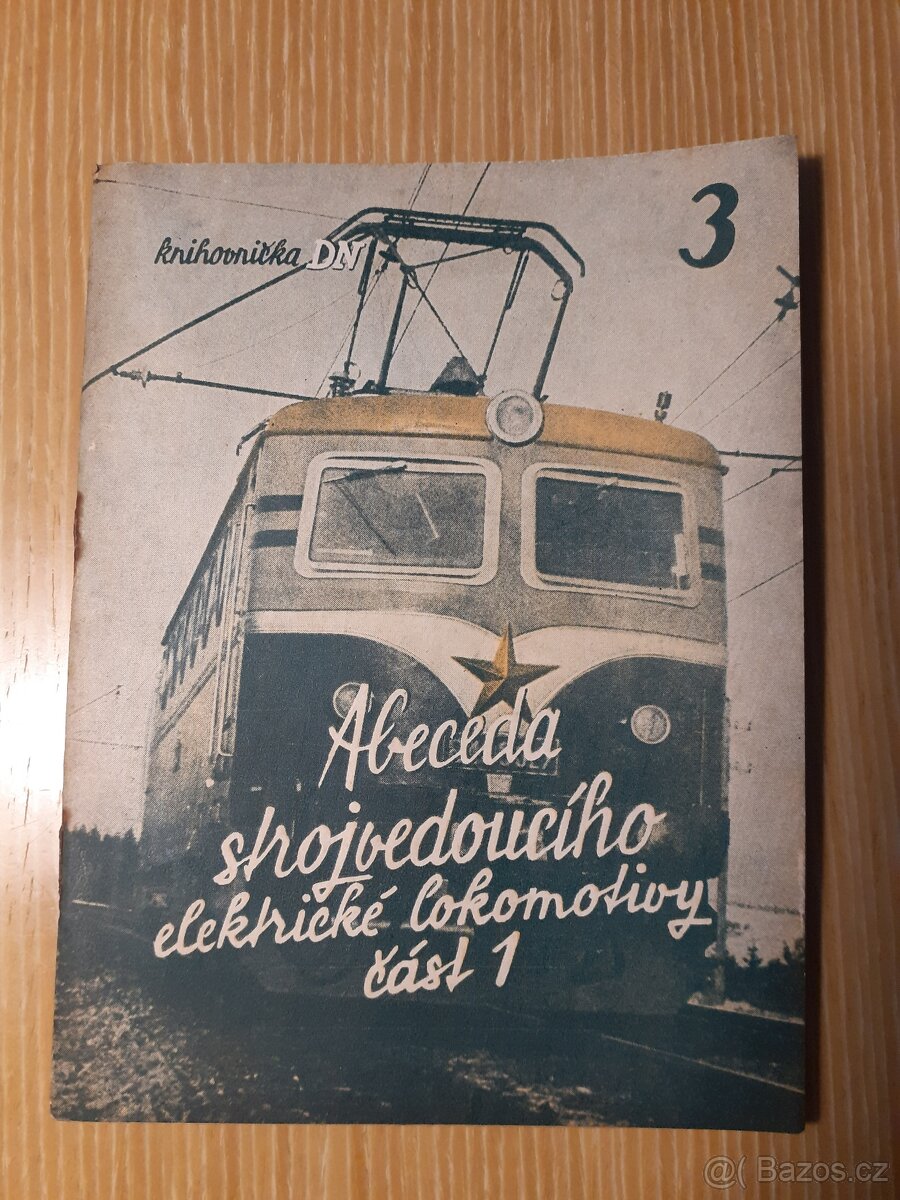 knihovnička DN
3
Abeceda
strojvedoucího
elektrické lokomotivy
část 1
@( Bazos.cz